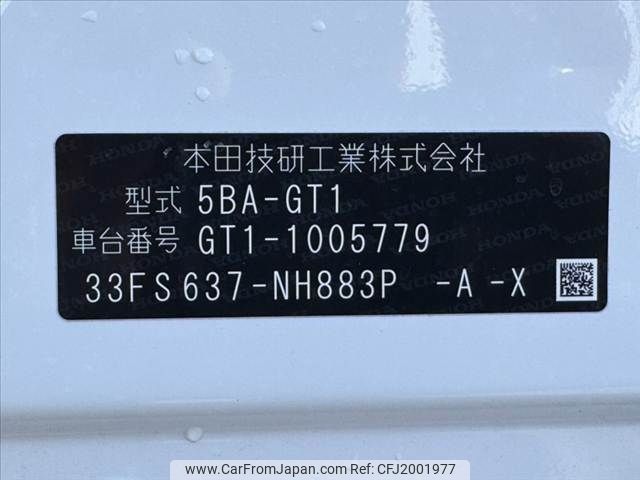 本田技研工業株式会社
型式 5BA-GT1
車台番号 GT1-1005779
33FS637-NH883P -A -X
www.CarFromJapan.com | CFJ2001977